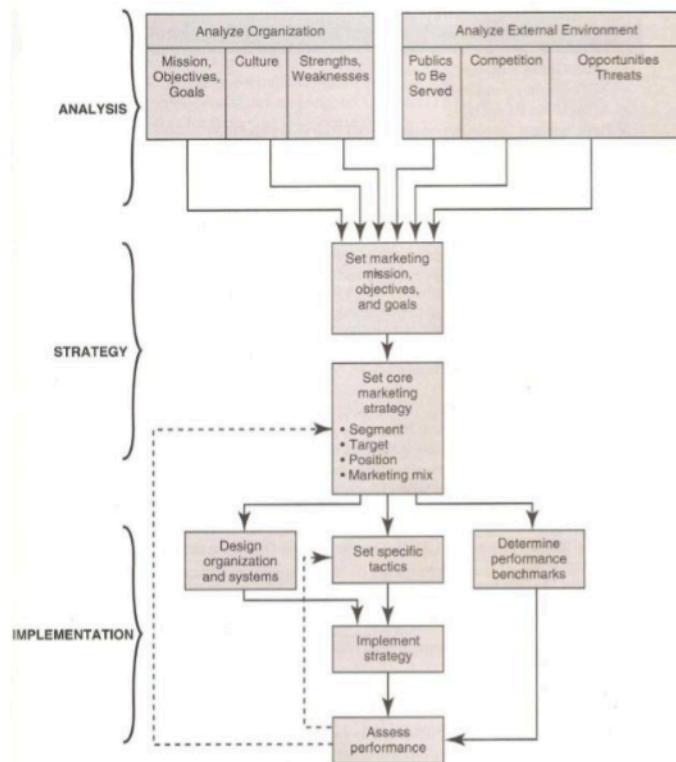 Analyze Organization
Mission,
Objectives,
Goals
Culture
Strengths,
Weaknesses
Analyze External Environment
Publics
to Be
Served
Competition
Opportunities
Threats
ANALYSIS
Set marketing
mission,
objectives,
and goals
STRATEGY
Set core
marketing
strategy
• Segment
• Target
• Position
• Marketing mix
Design
organization
and systems
Set specific
tactics
Determine
performance
benchmarks
IMPLEMENTATION
Implement
strategy
Assess
performance